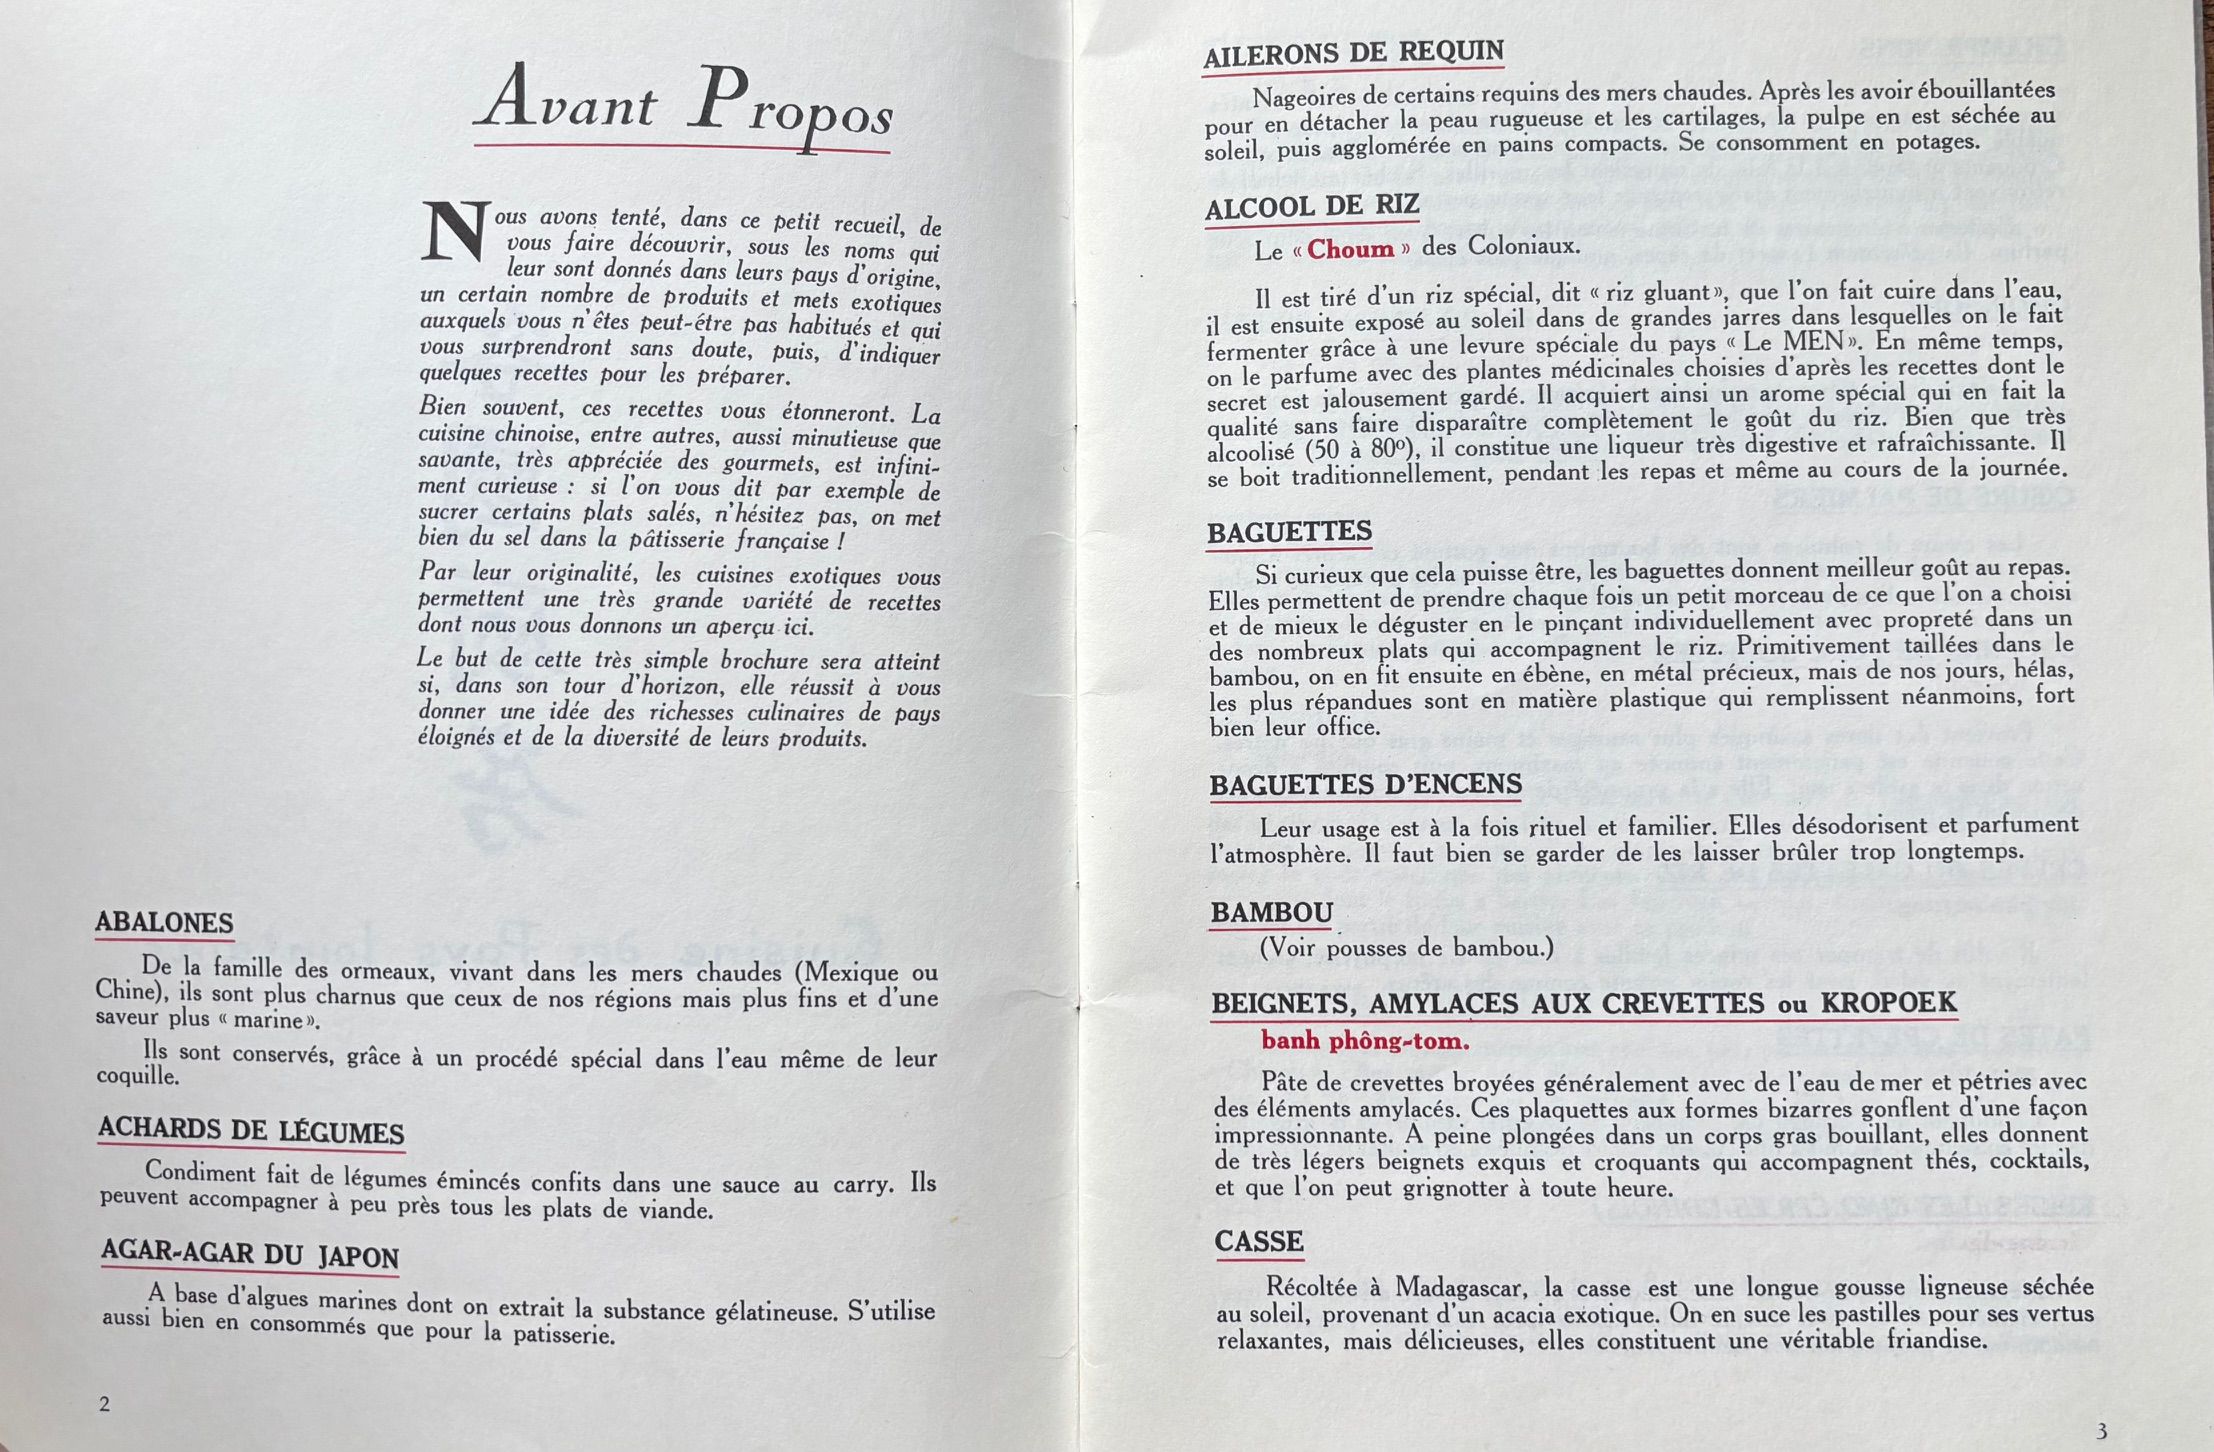 Avant Propos
Nous avons tenté, dans ce petit recueil, de
vous faire découvrir, sous les noms qui
leur sont donnés dans leurs pays d'origine,
un certain nombre de produits et mets exotiques
auxquels vous n'êtes peut-être pas habitués et qui
vous surprendront sans doute, puis, d'indiquer
quelques recettes pour les préparer.
Bien souvent, ces recettes vous étonneront. La
cuisine chinoise, entre autres, aussi minutieuse que
savante, très appréciée des gourmets, est infini-
ment curieuse : si l'on vous dit par exemple de
sucrer certains plats salés, n'hésitez pas, on met
bien du sel dans la pâtisserie française !
Par leur originalité, les cuisines exotiques vous
permettent une très grande variété de recettes
dont nous vous donnons un aperçu ici.
Le but de cette très simple brochure sera atteint
si, dans son tour d'horizon, elle réussit à vous
donner une idée des richesses culinaires de pays
éloignés et de la diversité de leurs produits.
ABALONES
De la famille des ormeaux, vivant dans les mers chaudes (Mexique ou
Chine), ils sont plus charnus que ceux de nos régions mais plus fins et d'une
saveur plus « marine ».
Ils sont conservés, grâce à un procédé spécial dans l'eau même de leur
coquille.
ACHARDS DE LÉGUMES
Condiment fait de légumes émincés confits dans une sauce au carry. Ils
peuvent accompagner à peu près tous les plats de viande.
AGAR-AGAR DU JAPON
A base d'algues marines dont on extrait la substance gélatineuse. S'utilise
aussi bien en consommés que pour la patisserie.
2
AILERONS DE REQUIN
Nageoires de certains requins des mers chaudes. Après les avoir ébouillantées
pour en détacher la peau rugueuse et les cartilages, la pulpe en est séchée au
soleil, puis agglomérée en pains compacts. Se consomment en potages.
ALCOOL DE RIZ
Le « Choum » des Coloniaux.
Il est tiré d'un riz spécial, dit « riz gluant », que l'on fait cuire dans l'eau,
il est ensuite exposé au soleil dans de grandes jarres dans lesquelles on le fait
fermenter grâce à une levure spéciale du pays « Le MEN ». En même temps,
on le parfume avec des plantes médicinales choisies d'après les recettes dont le
secret est jalousement gardé. Il acquiert ainsi un arome spécial qui en fait la
qualité sans faire disparaître complètement le goût du riz. Bien que très
alcoolisé (50 à 80º), il constitue une liqueur très digestive et rafraîchissante. Il
se boit traditionnellement, pendant les repas et même au cours de la journée.
BAGUETTES
Si curieux que cela puisse être, les baguettes donnent meilleur goût au repas.
Elles permettent de prendre chaque fois un petit morceau de ce que l'on a choisi
et de mieux le déguster en le pinçant individuellement avec propreté dans un
des nombreux plats qui accompagnent le riz. Primitivement taillées dans le
bambou, on en fit ensuite en ébène, en métal précieux, mais de nos jours, hélas,
les plus répandues sont en matière plastique qui remplissent néanmoins, fort
bien leur office.
BAGUETTES D'ENCENS
Leur usage est à la fois rituel et familier. Elles désodorisent et parfument
l'atmosphère. Il faut bien se garder de les laisser brûler trop longtemps.
BAMBOU
(Voir pousses de bambou.)
BEIGNETS, AMYLACES AUX CREVETTES ou KROPOEK
banh phông-tom.
Pâte de crevettes broyées généralement avec de l'eau de mer et pétries avec
des éléments amylacés. Ces plaquettes aux formes bizarres gonflent d'une façon
impressionnante. A peine plongées dans un corps gras bouillant, elles donnent
de très légers beignets exquis et croquants qui accompagnent thés, cocktails,
et que l'on peut grignotter à toute heure.
CASSE
Récoltée à Madagascar, la casse est une longue gousse ligneuse séchée
au soleil, provenant d'un acacia exotique. On en suce les pastilles pour ses vertus
relaxantes, mais délicieuses, elles constituent une véritable friandise.
3